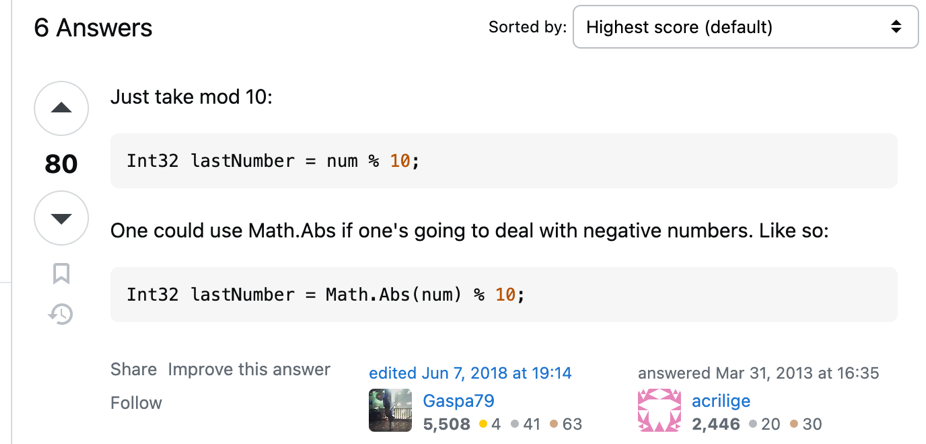 6 Answers
Sorted by: Highest score (default)
Just take mod 10:
80
Int32 lastNumber = num % 10;
One could use Math.Abs if one's going to deal with negative numbers. Like so:
Int32 lastNumber = Math.Abs(num) % 10;
Share Improve this answer
Follow
edited Jun 7, 2018 at 19:14
Gaspa79
5,508 4 41 63
answered Mar 31, 2013 at 16:35
acrilige
2,446 20 30